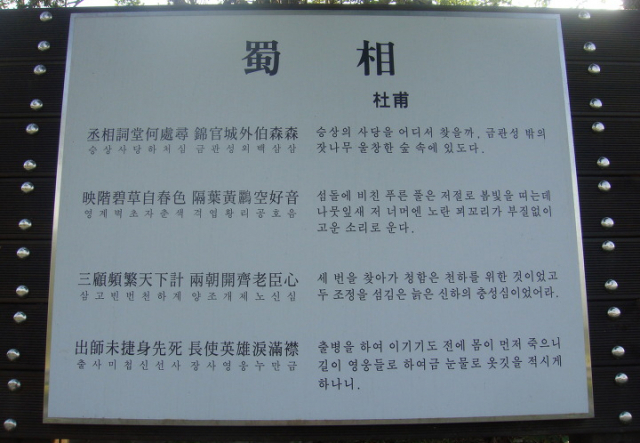 蜀 相
杜甫
丞相詞堂何處尋 錦官城外伯森森
승상사당하처심 금관성외백삼삼
승상의 사당을 어디서 찾을까. 금관성 밖의
잣나무 울창한 숲 속에 있도다.
映階碧草自春色 隔葉黃鸝空好音
영계벽초자춘색 격엽황리공호음
섬돌에 비친 푸른 풀은 저절로 봄빛을 띠는데
나뭇잎새 저 너머엔 노란 꾀꼬리가 부질없이
고운 소리로 운다.
三顧頻繁天下計 兩朝開濟老臣心
삼고빈번천하계 양조개제노신심
세 번을 찾아가 청함은 천하를 위한 것이었고
두 조정을 섬김은 늙은 신하의 충성심이었어라.
出師未捷身先死 長使英雄淚滿襟
출사미첩신선사 장사영웅누만금
출병을 하여 이기기도 전에 몸이 먼저 죽으니
길이 영웅들로 하여금 눈물로 옷깃을 적시게
하나니.